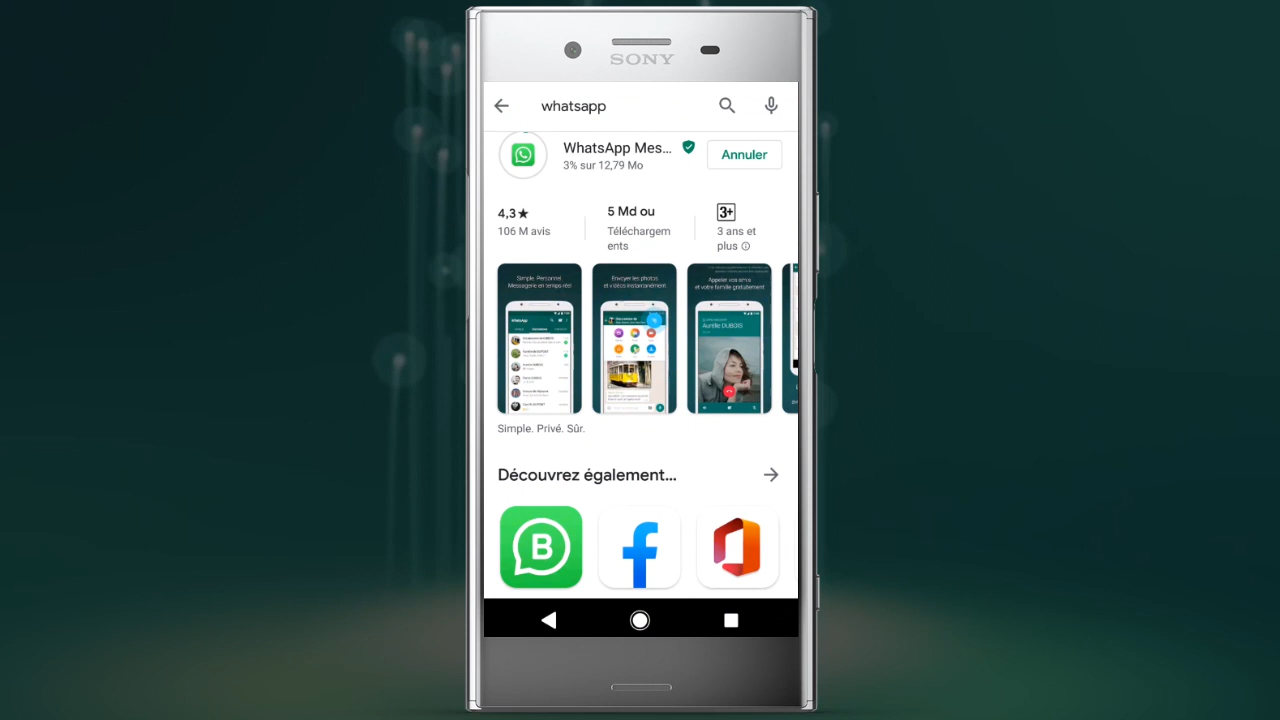 SONY
whatsapp
WhatsApp Mes...
Annuler
3% sur 12,79 Mo
4,3★
106 M avis
5 Md ou
Téléchargem
ents
3+
3 ans et
plus
Simple. Personnel.
Messagerie en temps réel
Envoyer les photos
et vidéos instantanément
Appeler vos amis
et votre famille gratuitement
WhatsApp
Aurélie DUBOIS
Simple. Privé. Sûr.
Découvrez également...
B